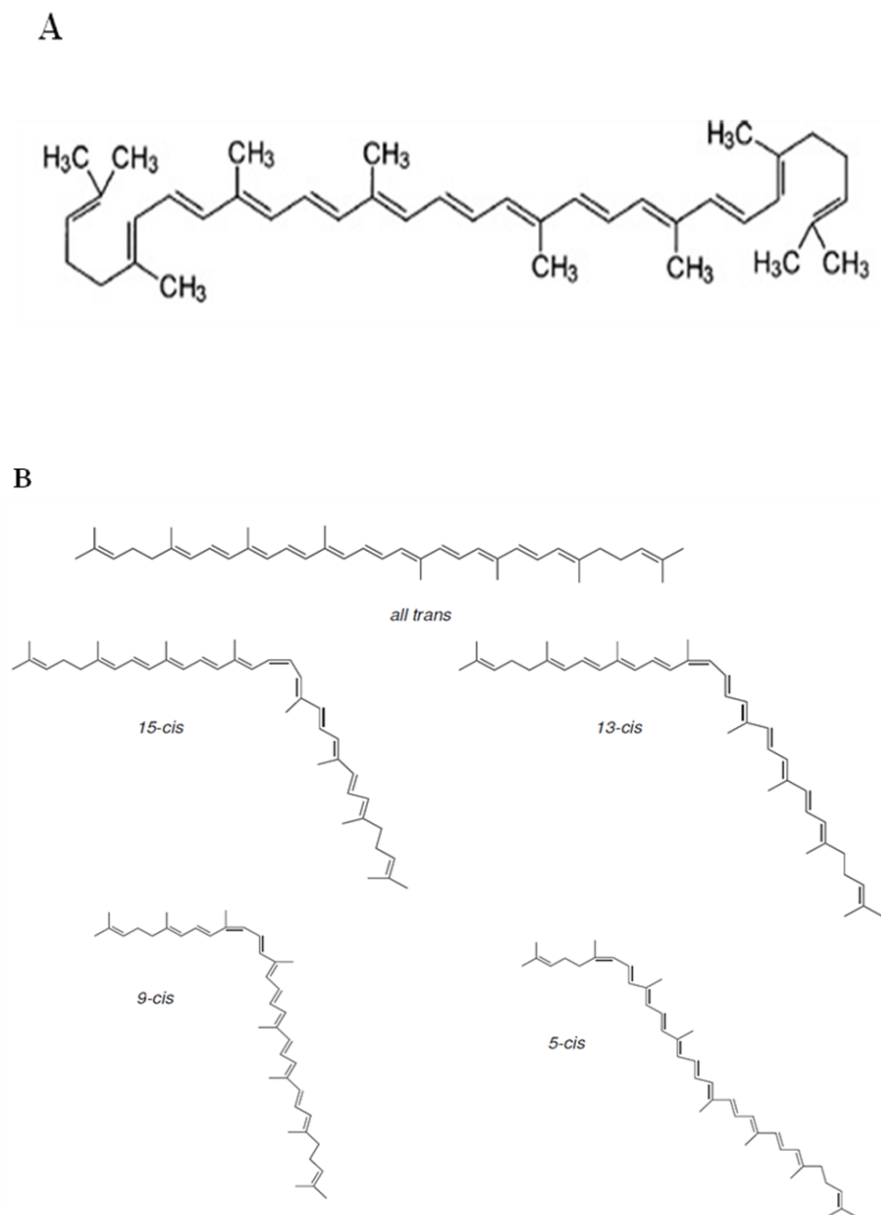 A
H3C CH3
CH3
CH3
H3C
CH3
CH3
CH3
H3C CH3
B
all trans
15-cis
13-cis
9-cis
5-cis